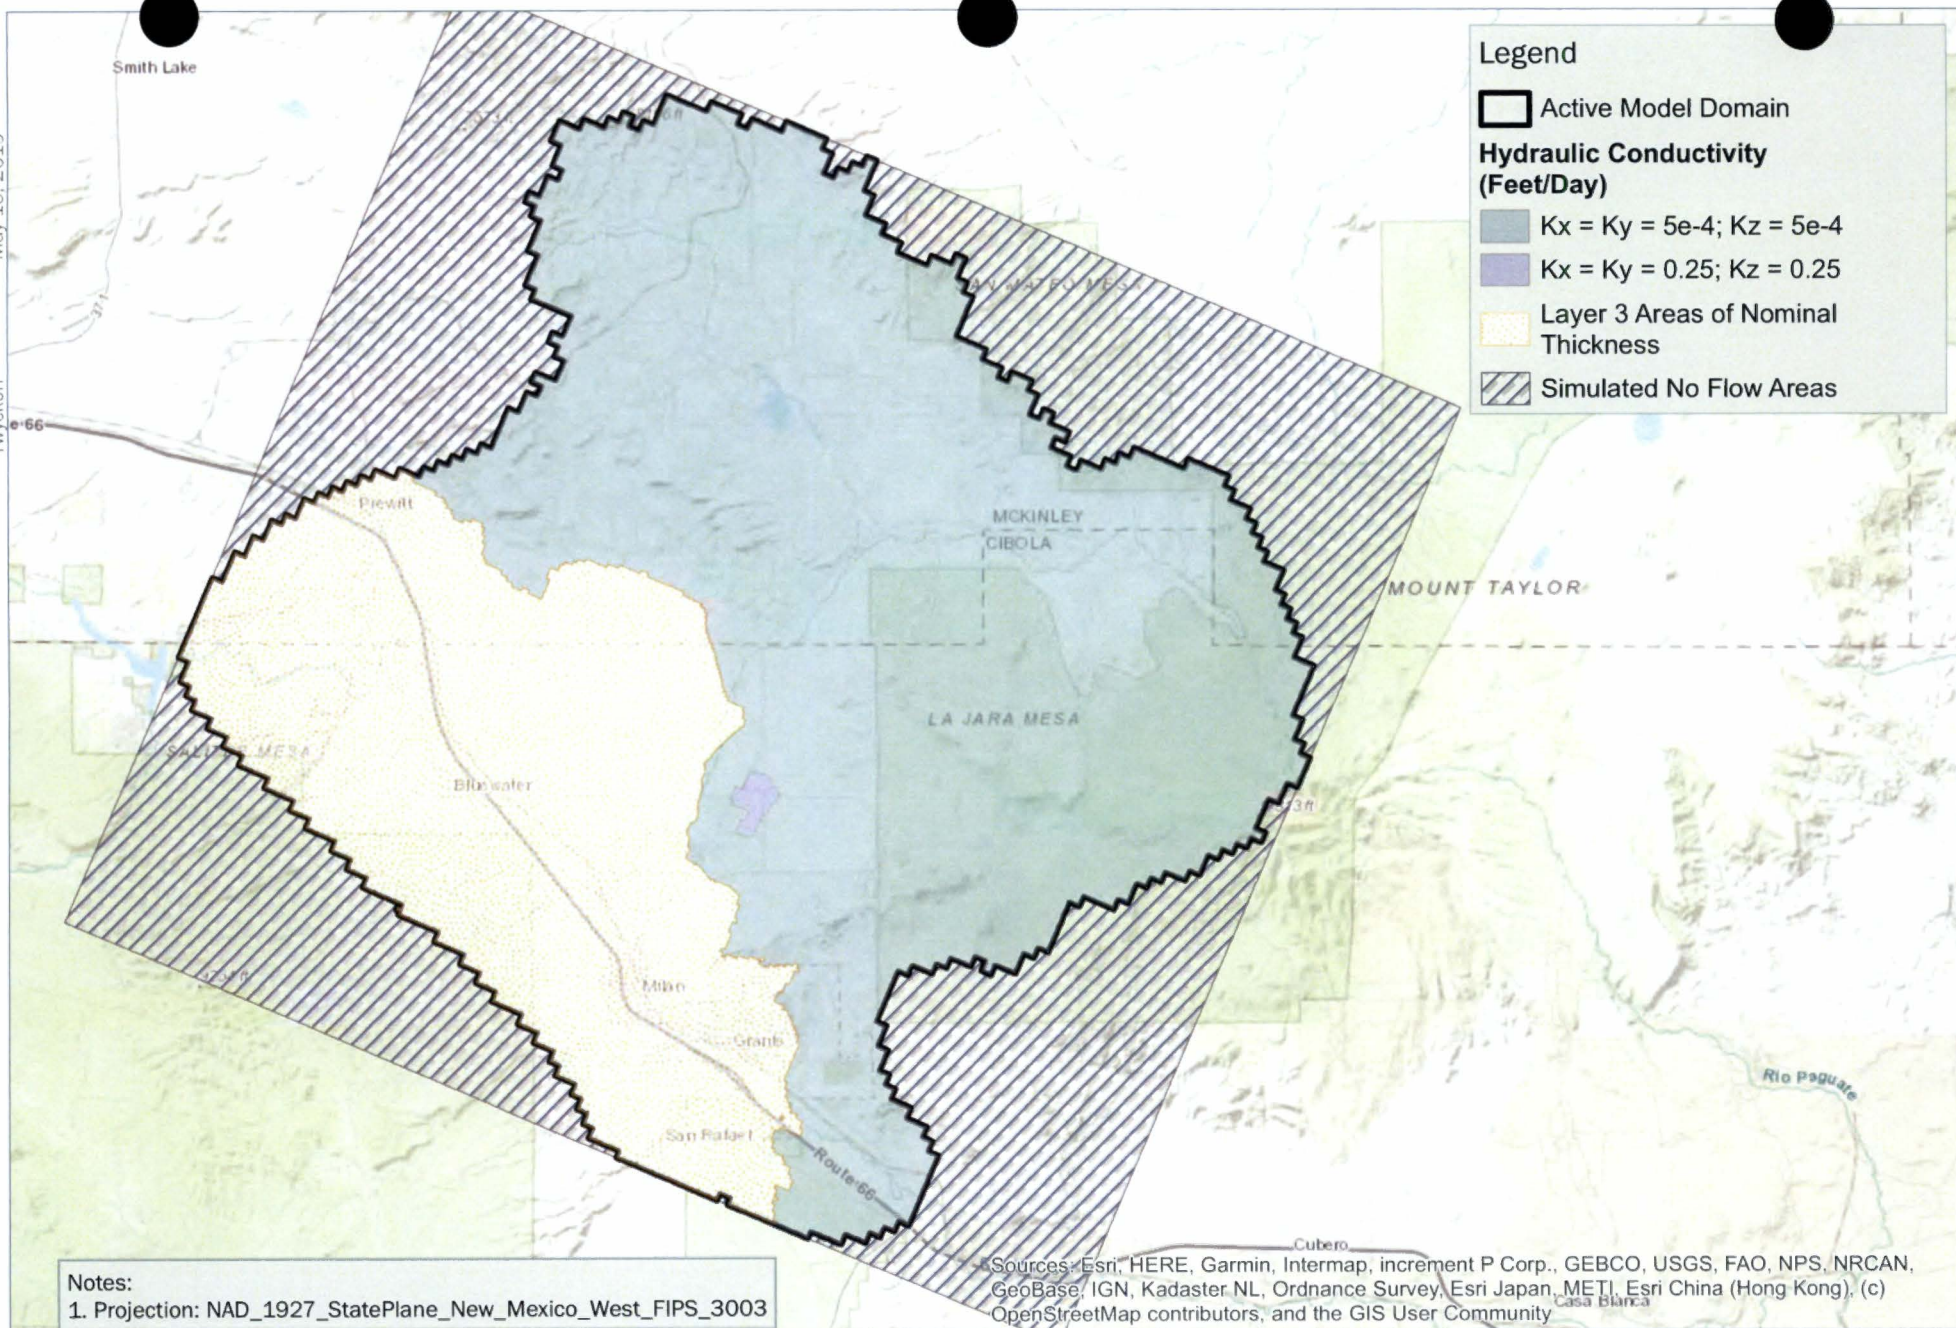 Smith Lake
Legend
Active Model Domain
Hydraulic Conductivity
(Feet/Day)
Kx = Ky = 5e-4; Kz = 5e-4
Kx = Ky = 0.25; Kz = 0.25
Layer 3 Areas of Nominal
Thickness
Simulated No Flow Areas
371
e 66
Prewitt
MCKINLEY
CIBOLA
MOUNT TAYLOR
LA JARA MESA
MESA
Bluewater
Milan
Grants
San Rafael
Route 66
Rio Paguate
Cubero
Casa Blanca
Notes:
1. Projection: NAD_1927_StatePlane_New_Mexico_West_FIPS_3003
Sources: Esri, HERE, Garmin, Intermap, increment P Corp., GEBCO, USGS, FAO, NPS, NRCAN,
GeoBase, IGN, Kadaster NL, Ordnance Survey, Esri Japan, METI, Esri China (Hong Kong), (c)
OpenStreetMap contributors, and the GIS User Community